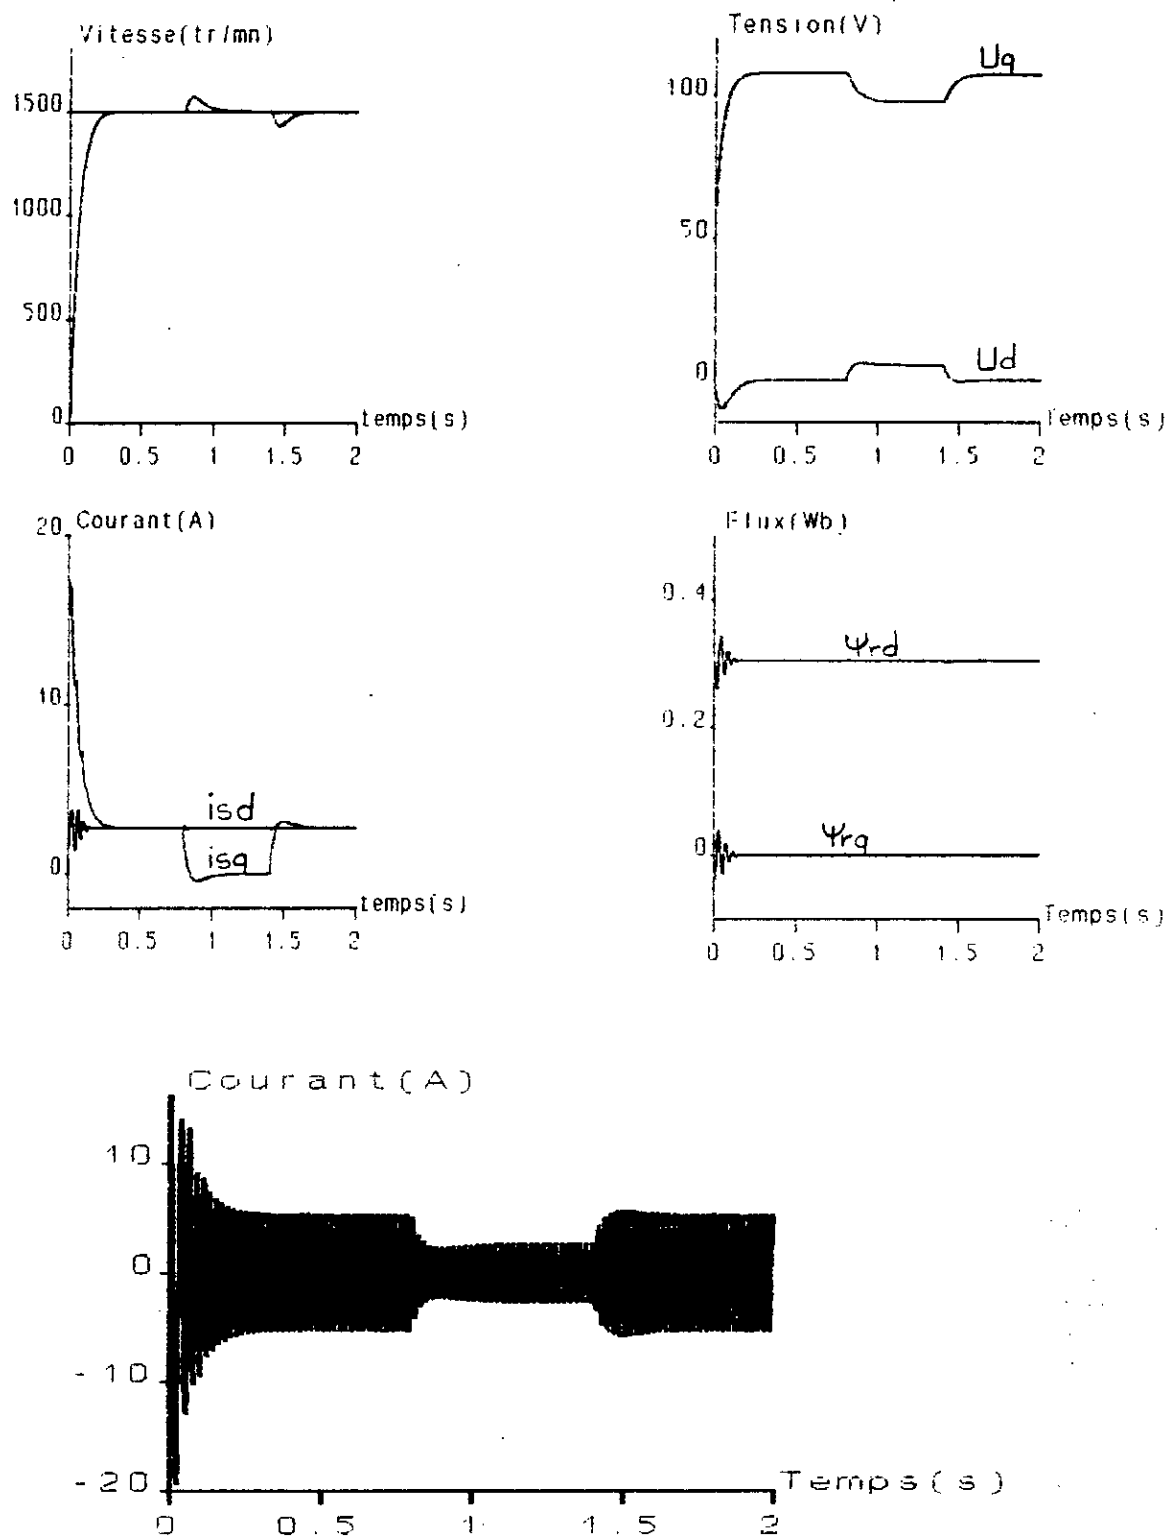 Vitesse(tr/mn)
1500
1000
500
0
0 0.5 1 1.5 2
temps(s)
Tension(V)
Uq
100
50
0
Ud
Temps(s)
0 0.5 1 1.5 2
Courant(A)
20
10
0
isd
isq
temps(s)
0 0.5 1 1.5 2
Flux(Wb)
0.4
Ψrd
0.2
Ψrq
0
Temps(s)
0 0.5 1 1.5 2
Courant(A)
10
0
-10
-20
Temps(s)
0 0.5 1 1.5 2